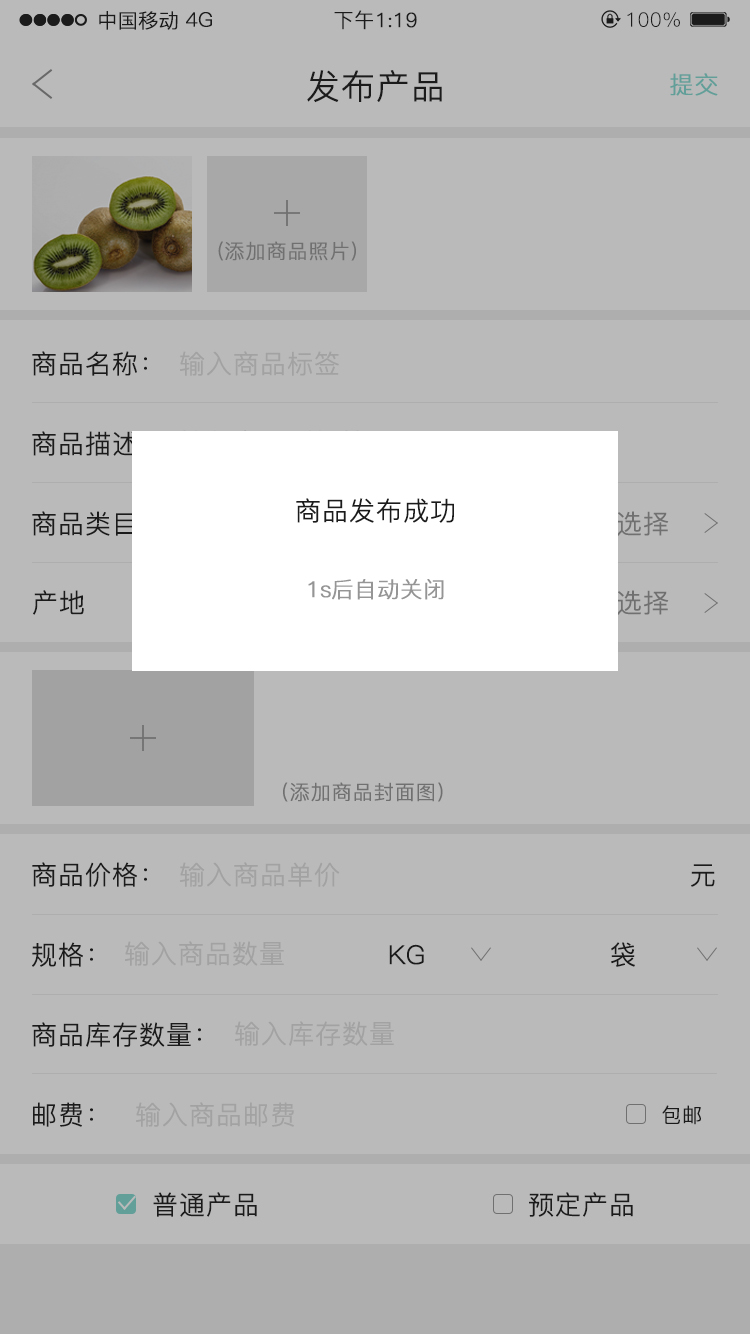 中国移动 4G 下午1:19 100%
发布产品 提交
(添加商品照片)
商品名称： 输入商品标签
商品描述
商品发布成功
商品类目 选择
1s后自动关闭
产地 选择
(添加商品封面图)
商品价格： 输入商品单价 元
规格： 输入商品数量 KG 袋
商品库存数量： 输入库存数量
邮费： 输入商品邮费 包邮
普通产品 预定产品